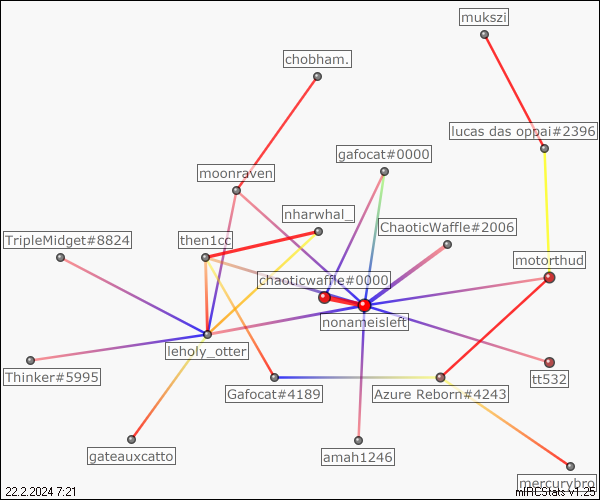 mukszi
chobham.
lucas das oppai#2396
gafocat#0000
moonraven
nharwhal_
ChaoticWaffle#2006
TripleMidget#8824
then1cc
motorthud
chaoticwaffle#0000
nonameisleft
leholy_otter
Thinker#5995
tt532
Gafocat#4189
Azure Reborn#4243
gateauxcatto
amah1246
mercurybro
22.2.2024 7:21
mIRCStats v1.25